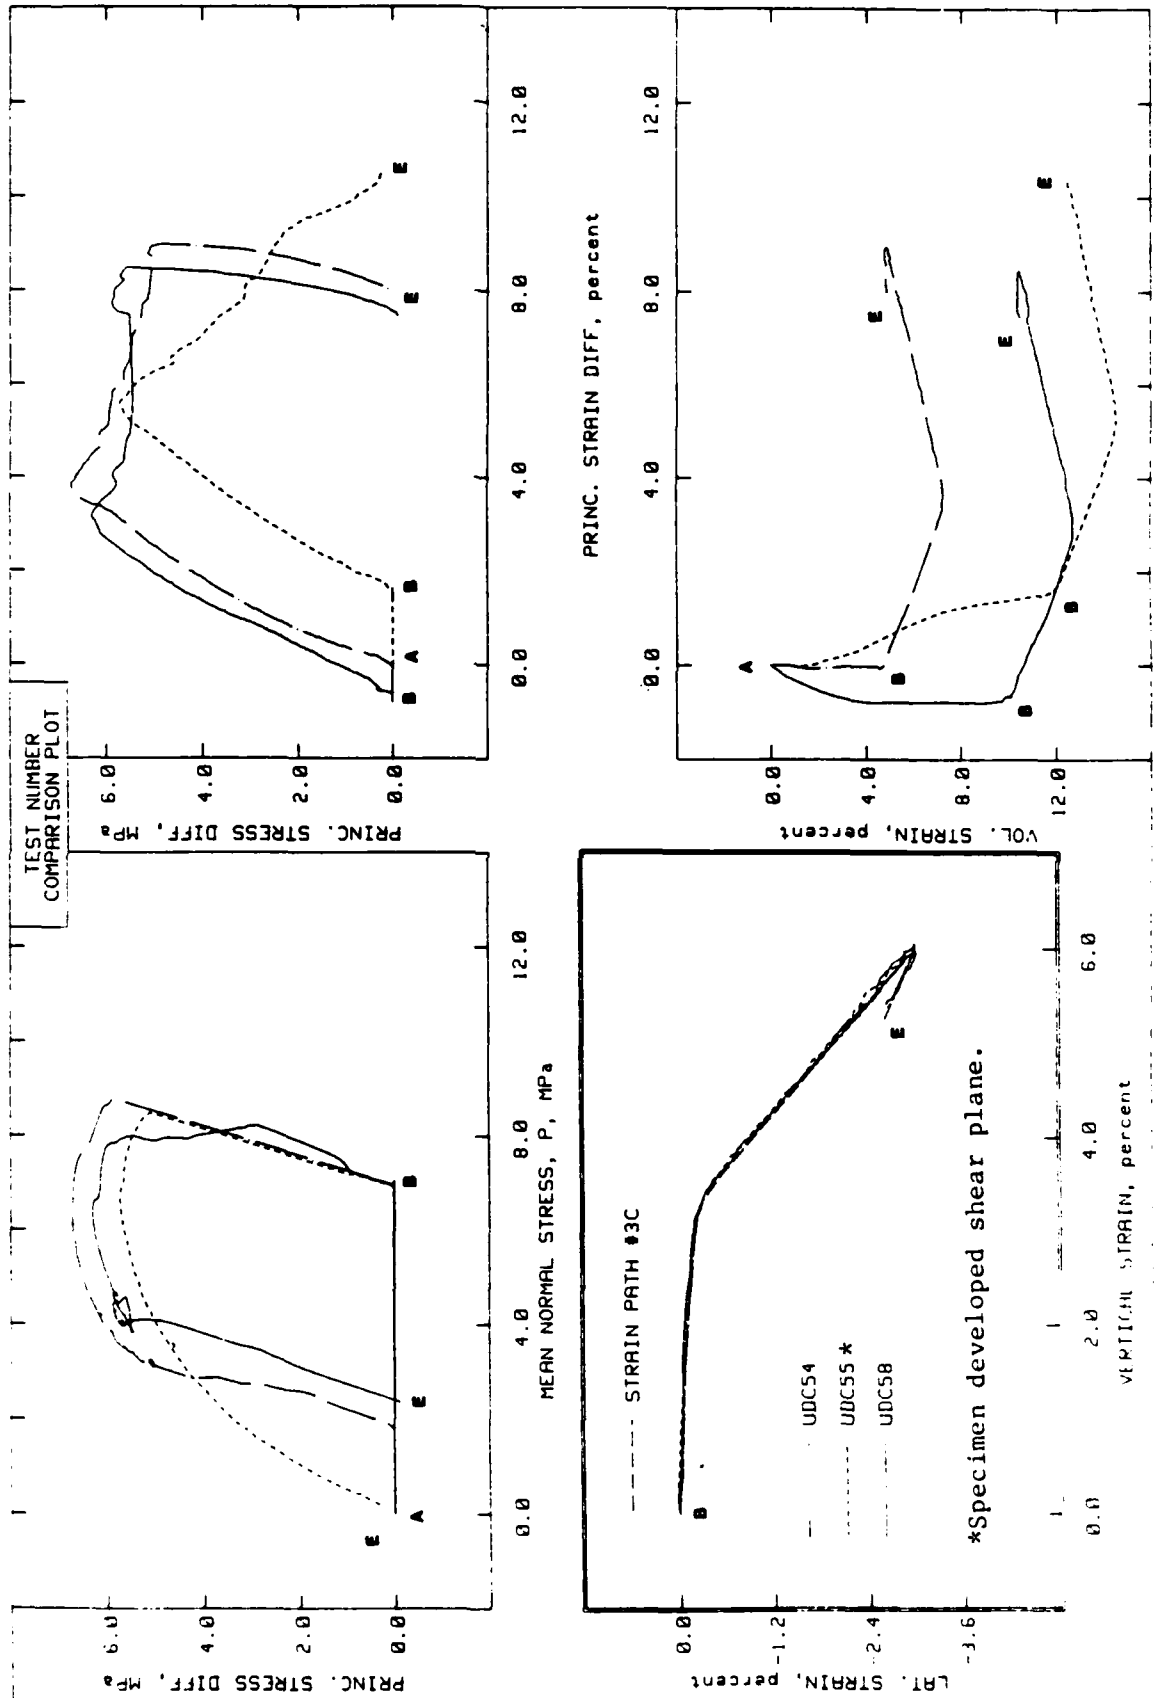 TEST NUMBER
COMPARISON PLOT
PRINC. STRESS DIFF, MPa
6.0
4.0
2.0
0.0
0.0
4.0
8.0
12.0
MEAN NORMAL STRESS, P, MPa
E
A
E
B
PRINC. STRESS DIFF, MPa
6.0
4.0
2.0
0.0
0.0
4.0
8.0
12.0
PRINC. STRAIN DIFF, percent
B
A
B
E
E
LAT. STRAIN, percent
0.0
-1.2
-2.4
-3.6
0.0
2.0
4.0
6.0
VERTICAL STRAIN, percent
STRAIN PATH #3C
UDC54
UDC55*
UDC58
*Specimen developed shear plane.
B
E
VOL. STRAIN, percent
0.0
4.0
8.0
12.0
0.0
4.0
8.0
12.0
A
B
B
B
E
E
E